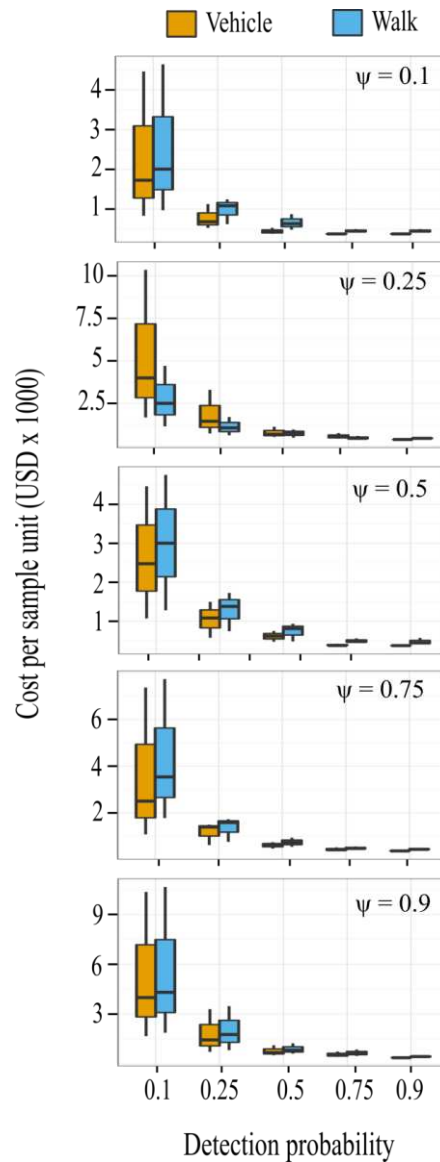 Vehicle Walk
ψ = 0.1
4
3
2
1
ψ = 0.25
10
7.5
5
2.5
ψ = 0.5
4
3
2
1
ψ = 0.75
6
4
2
ψ = 0.9
9
6
3
0.1 0.25 0.5 0.75 0.9
Detection probability
Cost per sample unit (USD x 1000)